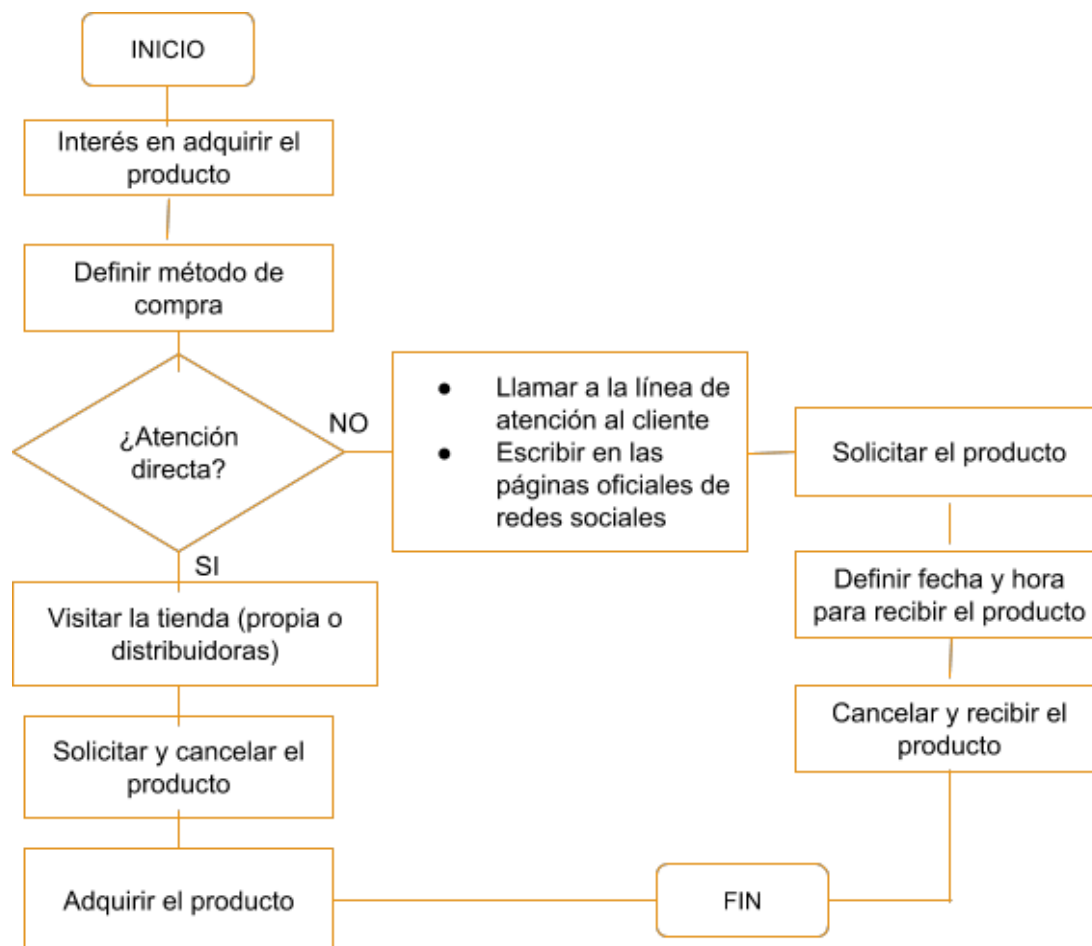 INICIO
Interés en adquirir el
producto
Definir método de
compra
¿Atención
directa?
NO
● Llamar a la línea de
atención al cliente
● Escribir en las
páginas oficiales de
redes sociales
Solicitar el producto
Definir fecha y hora
para recibir el producto
Cancelar y recibir el
producto
SI
Visitar la tienda (propia o
distribuidoras)
Solicitar y cancelar el
producto
Adquirir el producto
FIN